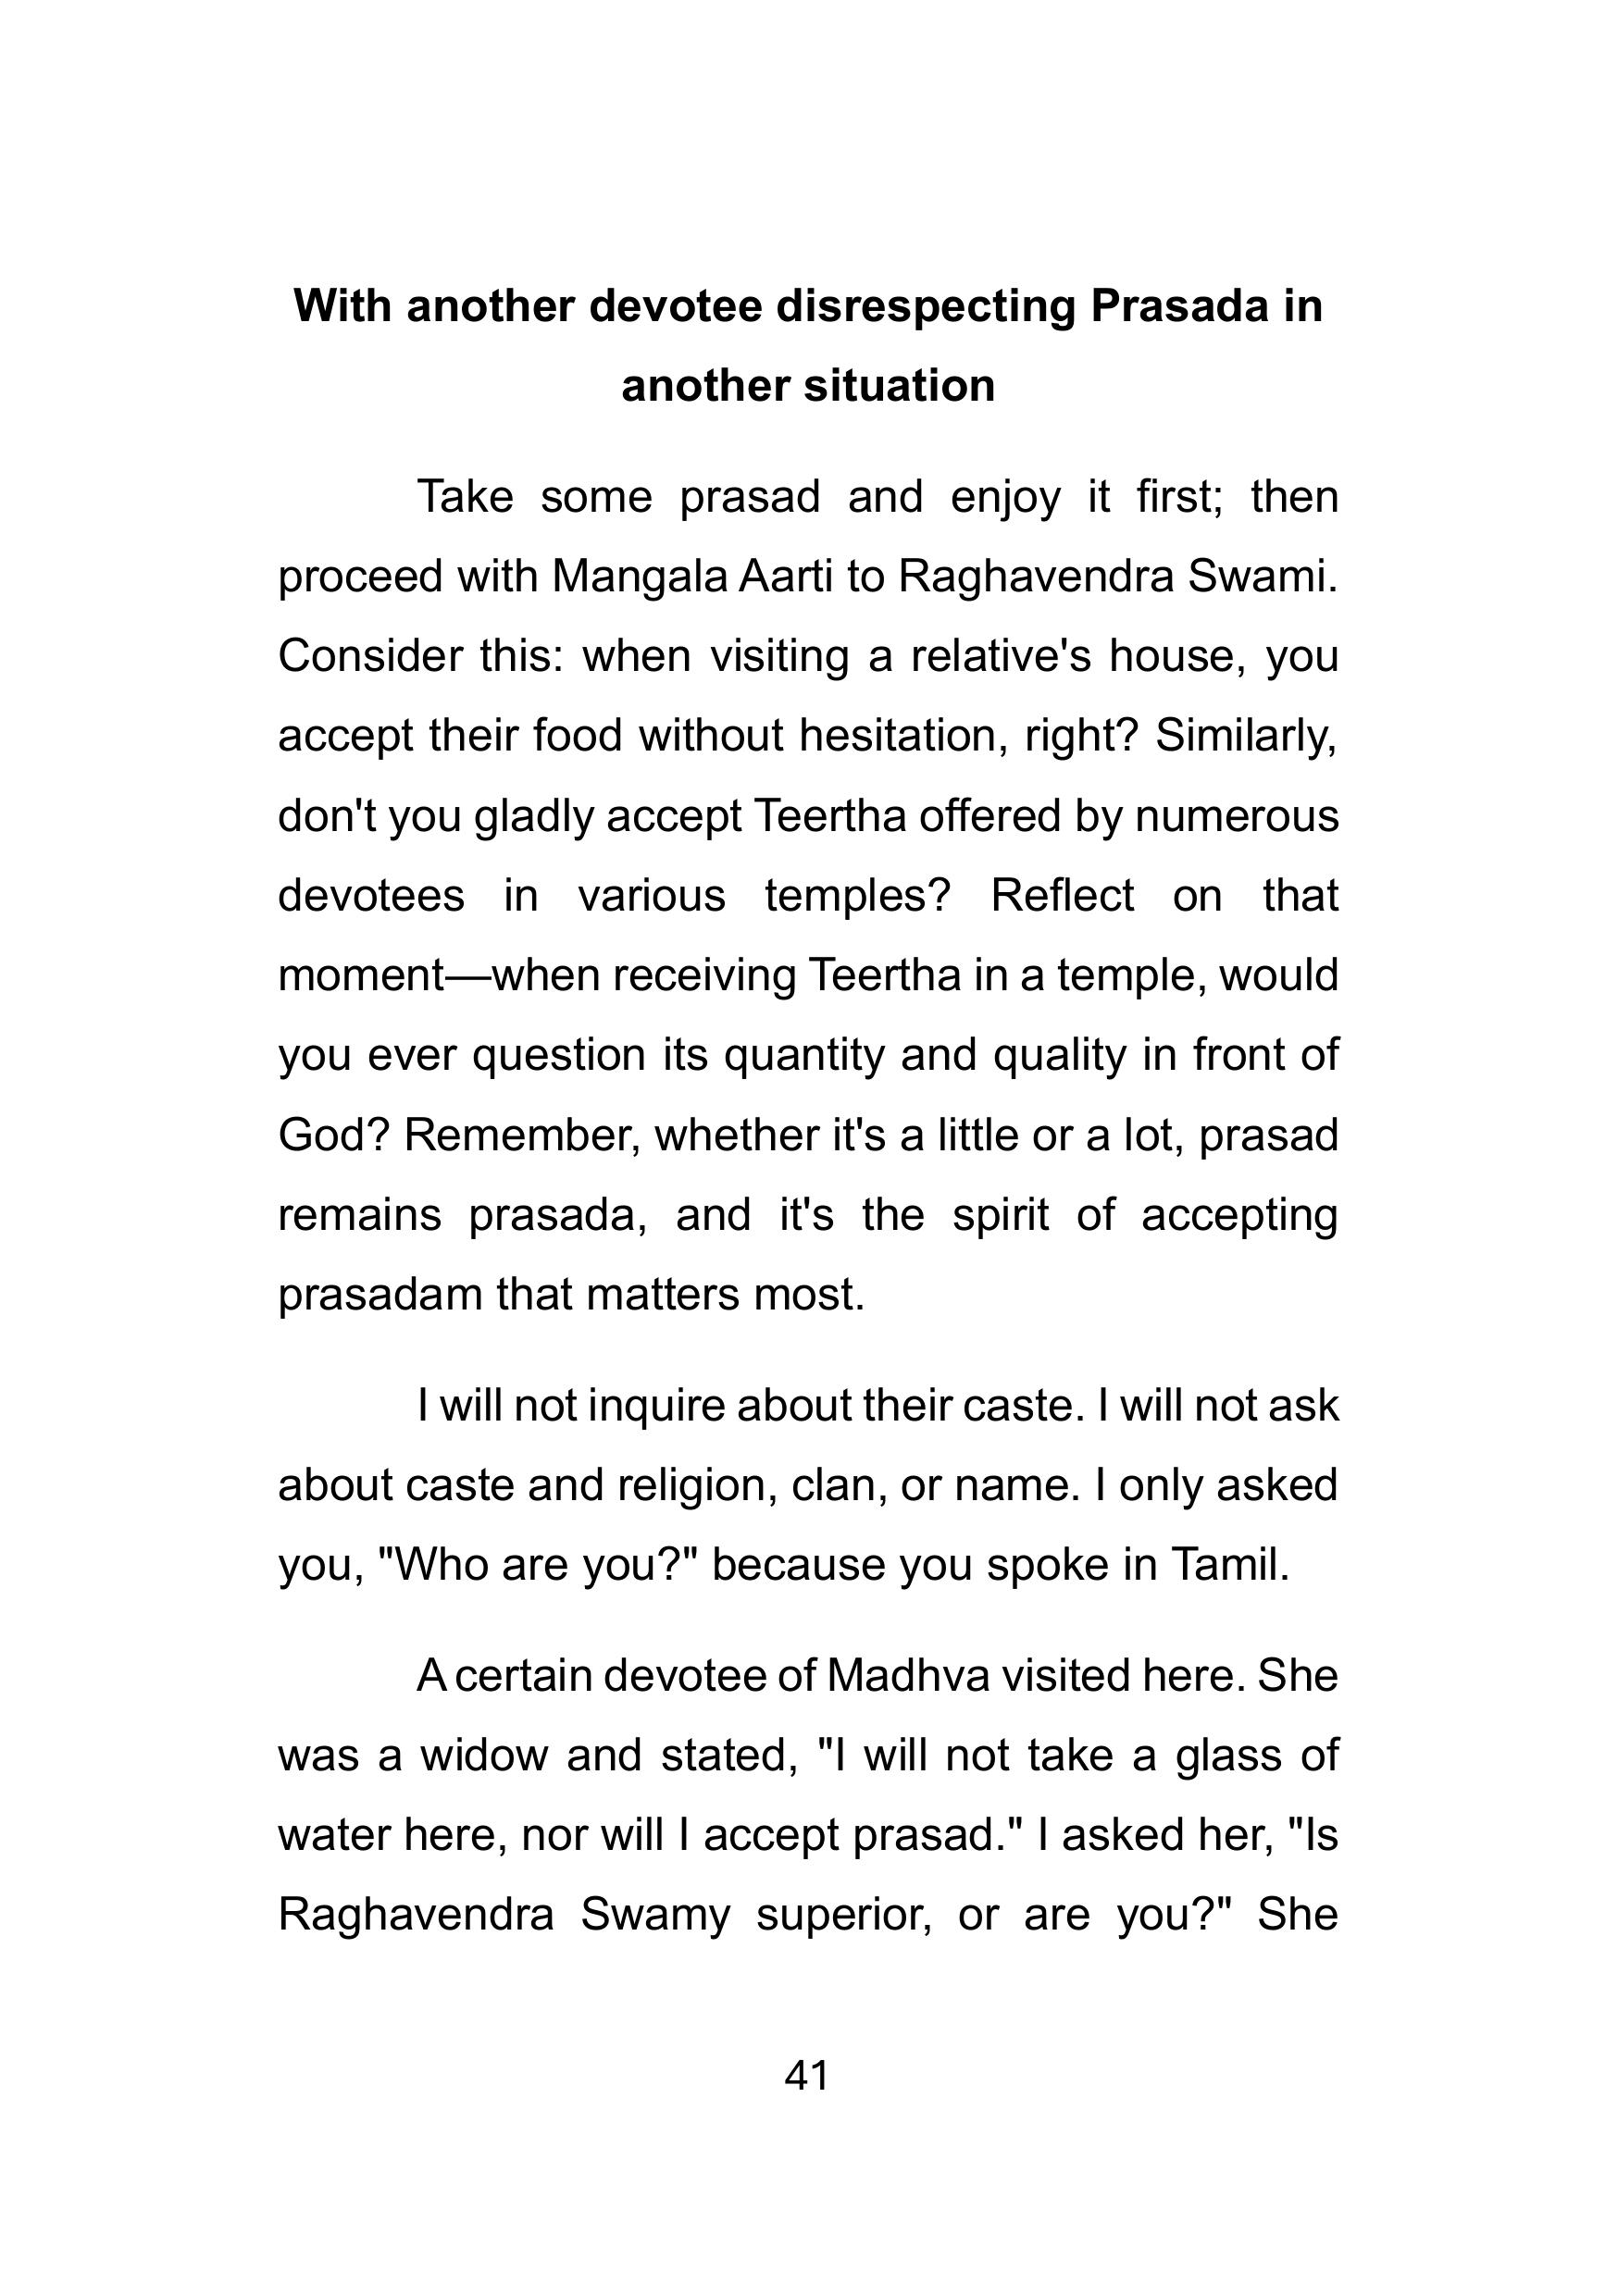 With another devotee disrespecting Prasada in
another situation
Take some prasad and enjoy it first; then
proceed with Mangala Aarti to Raghavendra Swami.
Consider this: when visiting a relative's house, you
accept their food without hesitation, right? Similarly,
don't you gladly accept Teertha offered by numerous
devotees in various temples? Reflect on that
moment—when receiving Teertha in a temple, would
you ever question its quantity and quality in front of
God? Remember, whether it's a little or a lot, prasad
remains prasada, and it's the spirit of accepting
prasadam that matters most.
I will not inquire about their caste. I will not ask
about caste and religion, clan, or name. I only asked
you, "Who are you?" because you spoke in Tamil.
A certain devotee of Madhva visited here. She
was a widow and stated, "I will not take a glass of
water here, nor will I accept prasad." I asked her, "Is
Raghavendra Swamy superior, or are you?" She
41